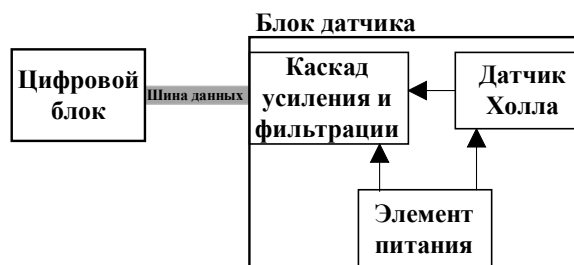 Блок датчика
Цифровой
блок
Шина данных
Каскад
усиления и
фильтрации
Датчик
Холла
Элемент
питания